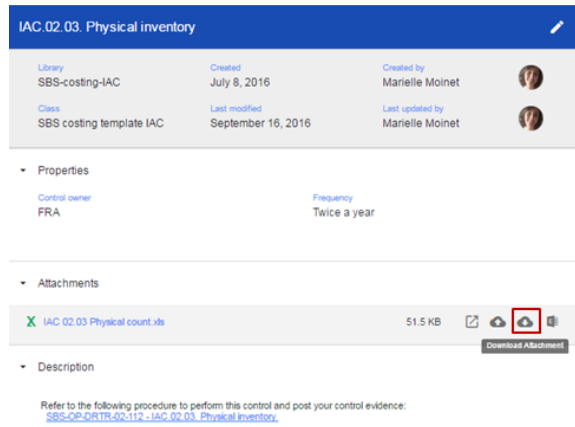 IAC.02.03. Physical inventory
Library Created Created by
SBS-costing-IAC July 8, 2016 Marielle Moinet
Class Last modified Last updated by
SBS costing template IAC September 16, 2016 Marielle Moinet
Properties
Control owner Frequency
FRA Twice a year
Attachments
IAC 02.03 Physical count.xls 51.5 KB
Download Attachment
Description
Refer to the following procedure to perform this control and post your control evidence:
SBS-OP-DRTR-02-112 - IAC.02.03. Physical inventory